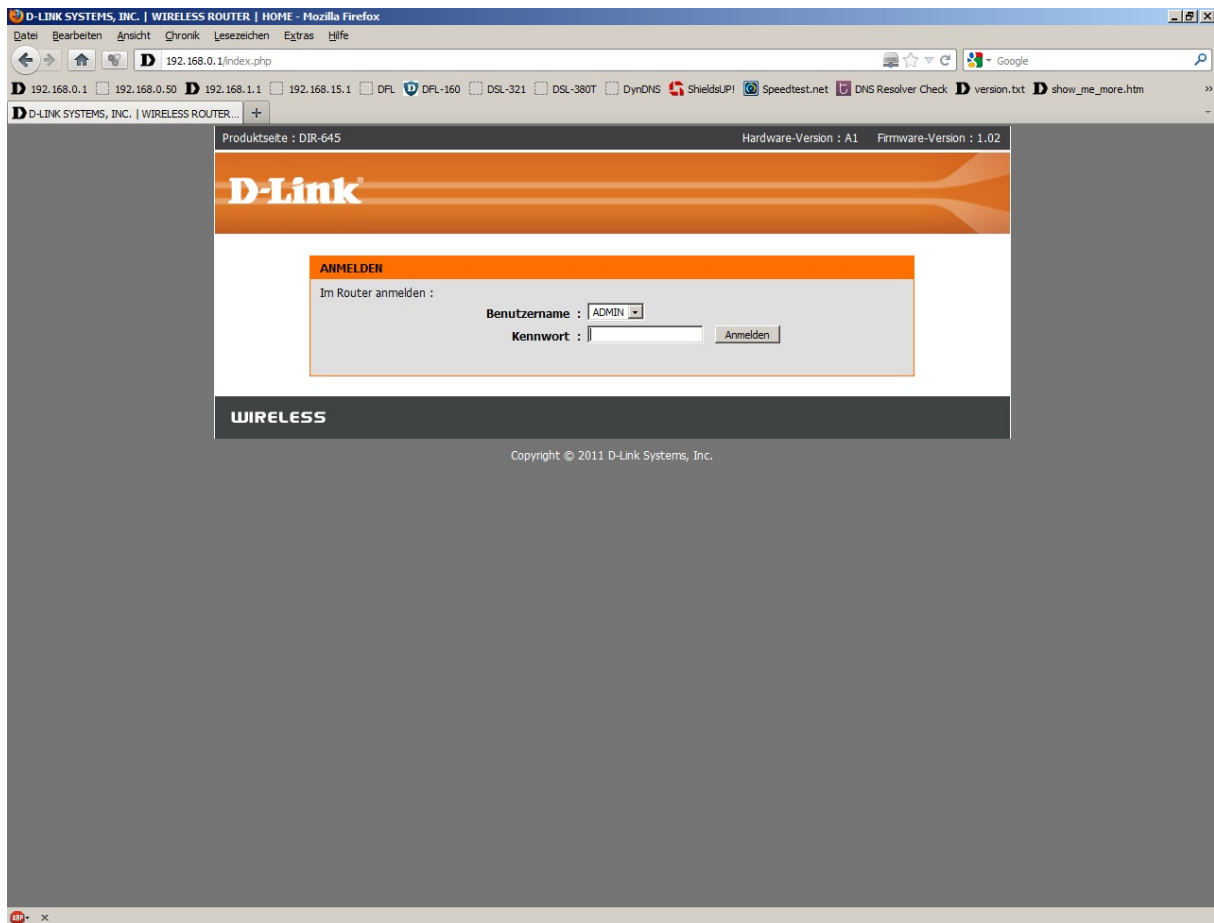 D-LINK SYSTEMS, INC. | WIRELESS ROUTER | HOME - Mozilla Firefox
Datei Bearbeiten Ansicht Chronik Lesezeichen Extras Hilfe
192.168.0.1/index.php Google
192.168.0.1 192.168.0.50 192.168.1.1 192.168.15.1 DFL DFL-160 DSL-321 DSL-380T DynDNS ShieldsUP! Speedtest.net DNS Resolver Check version.txt show_me_more.htm »
D-LINK SYSTEMS, INC. | WIRELESS ROUTER... +
Produktseite : DIR-645 Hardware-Version : A1 Firmware-Version : 1.02
D-Link®
ANMELDEN
Im Router anmelden :
Benutzername : ADMIN
Kennwort : Anmelden
WIRELESS
Copyright © 2011 D-Link Systems, Inc.
ABP x